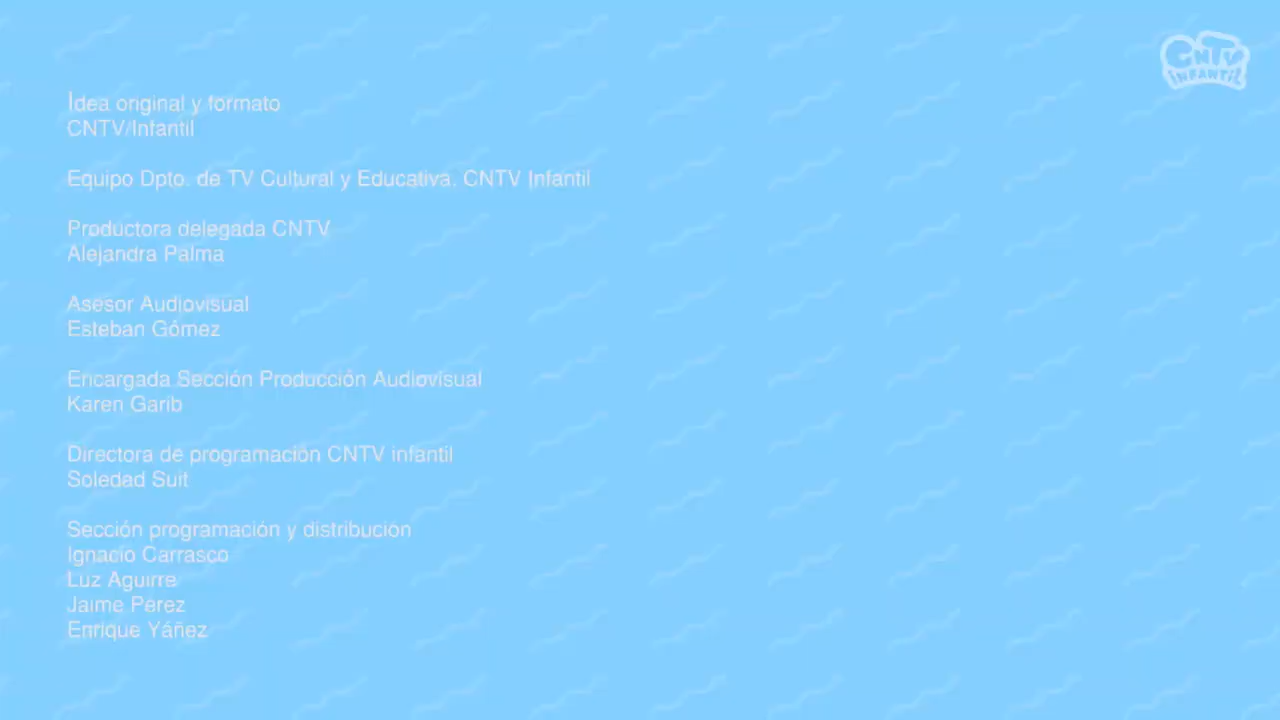 CNTV
INFANTIL
Idea original y formato
CNTV/Infantil
Equipo Dpto. de TV Cultural y Educativa. CNTV Infantil
Productora delegada CNTV
Alejandra Palma
Asesor Audiovisual
Esteban Gómez
Encargada Sección Producción Audiovisual
Karen Garib
Directora de programación CNTV infantil
Soledad Suit
Sección programación y distribución
Ignacio Carrasco
Luz Aguirre
Jaime Perez
Enrique Yáñez